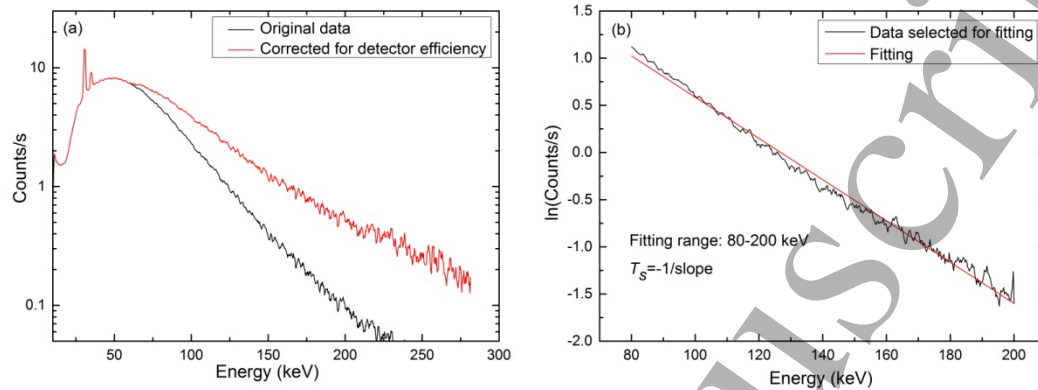 (a)
Original data
Corrected for detector efficiency
10
1
0.1
Counts/s
50
100
150
200
250
300
Energy (keV)
(b)
Data selected for fitting
Fitting
1.5
1.0
0.5
0.0
-0.5
-1.0
-1.5
-2.0
ln(Counts/s)
Fitting range: 80-200 keV
Ts=-1/slope
80
100
120
140
160
180
200
Energy (keV)